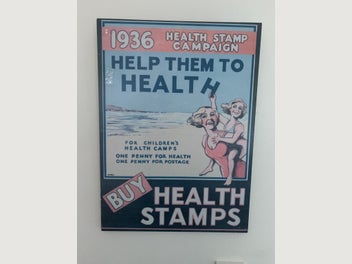 1936 HEALTH STAMP
CAMPAIGN
HELP THEM TO
HEALTH
FOR CHILDREN'S
HEALTH CAMPS
ONE PENNY FOR HEALTH
ONE PENNY FOR POSTAGE
BUY HEALTH
STAMPS